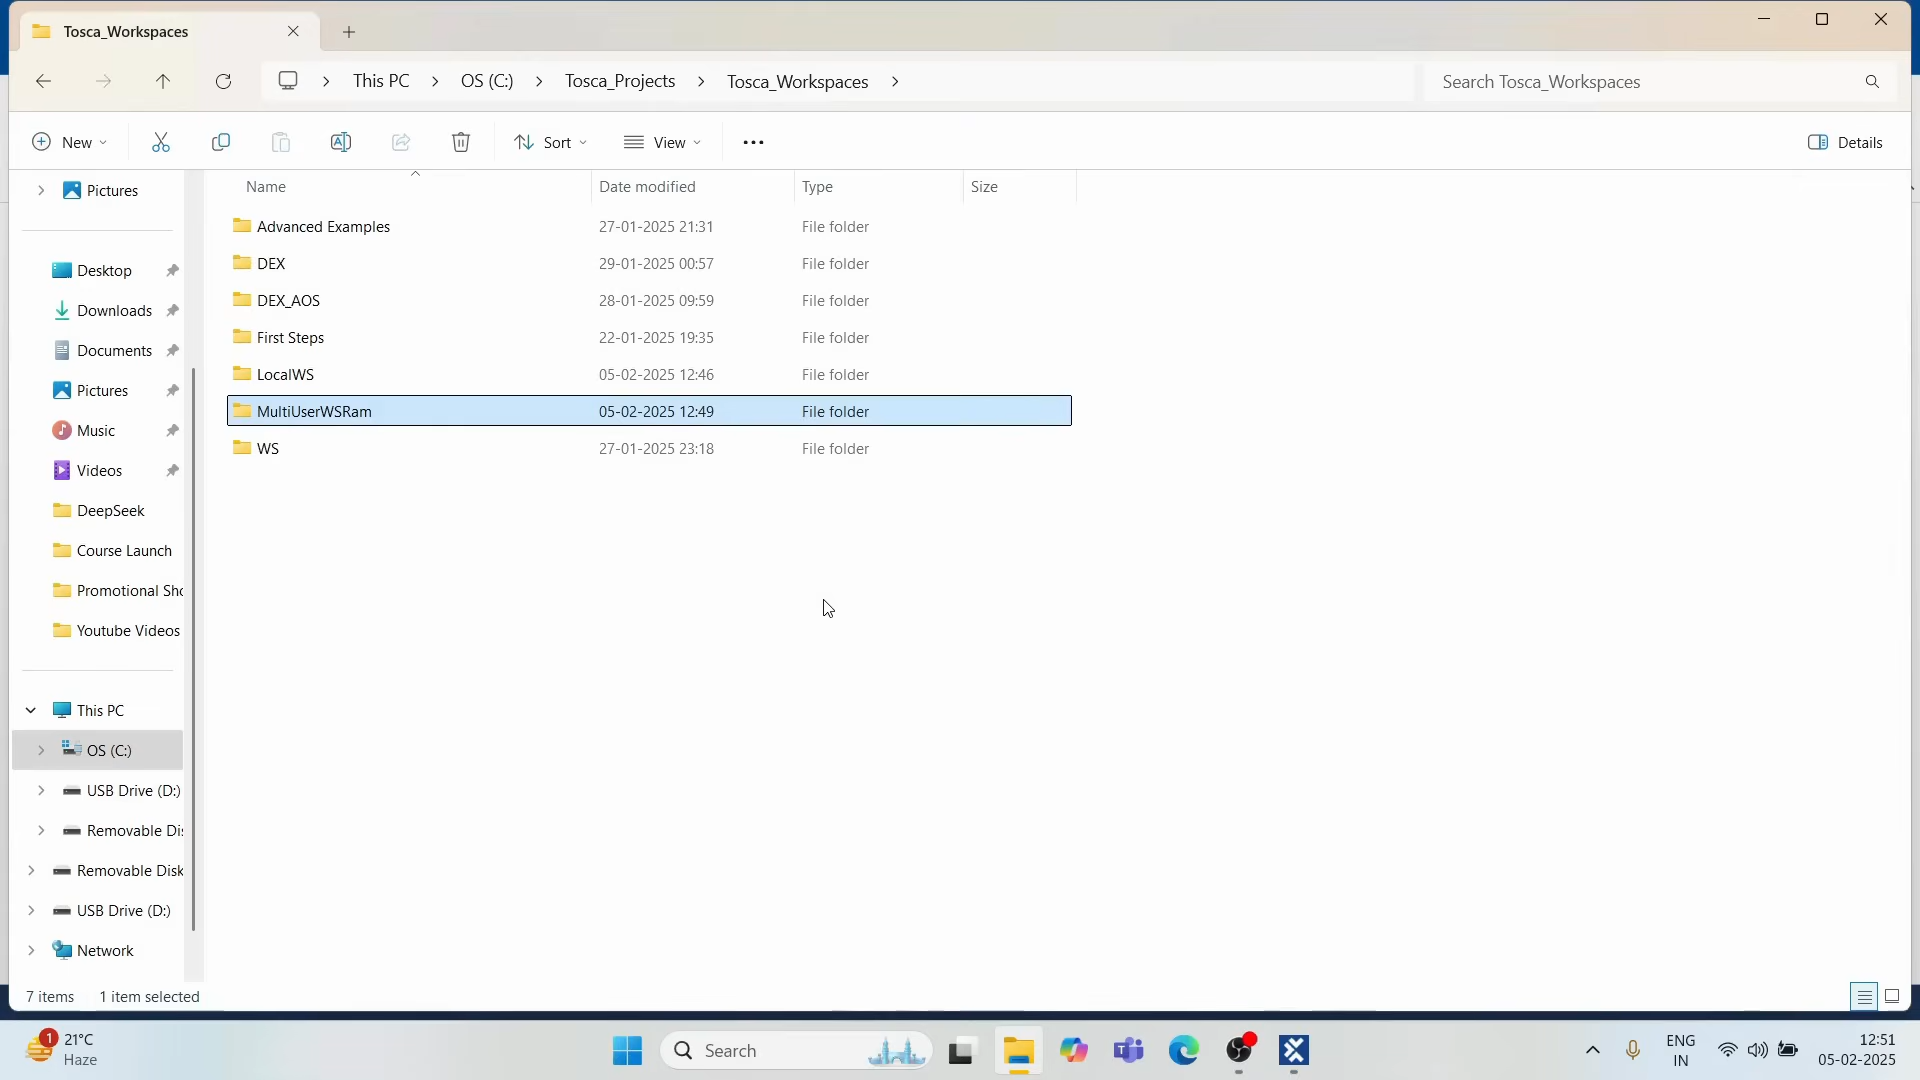 Tosca_Workspaces
This PC > OS (C:) > Tosca_Projects > Tosca_Workspaces >
Search Tosca_Workspaces
New
Sort
View
Details
Name
Date modified
Type
Size
Advanced Examples 27-01-2025 21:31 File folder
DEX 29-01-2025 00:57 File folder
DEX_AOS 28-01-2025 09:59 File folder
First Steps 22-01-2025 19:35 File folder
LocalWS 05-02-2025 12:46 File folder
MultiUserWSRam 05-02-2025 12:49 File folder
WS 27-01-2025 23:18 File folder
Pictures
Desktop
Downloads
Documents
Pictures
Music
Videos
DeepSeek
Course Launch
Promotional Sho
Youtube Videos
This PC
OS (C:)
USB Drive (D:)
Removable Dis
Removable Disk
USB Drive (D:)
Network
7 items
1 item selected
1
21°C
Haze
Search
ENG
IN
12:51
05-02-2025